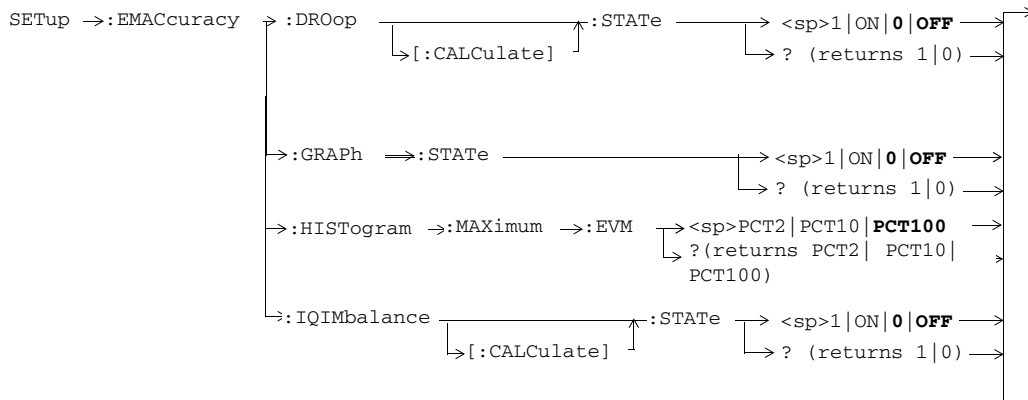 SETup :EMACcuracy :DROop :STATe <sp>1|ON|0|OFF
[:CALCulate] ? (returns 1|0)
:GRAPh :STATe <sp>1|ON|0|OFF
? (returns 1|0)
:HISTogram :MAXimum :EVM <sp>PCT2|PCT10|PCT100
?(returns PCT2| PCT10|
PCT100)
:IQIMbalance :STATe <sp>1|ON|0|OFF
[:CALCulate] ? (returns 1|0)